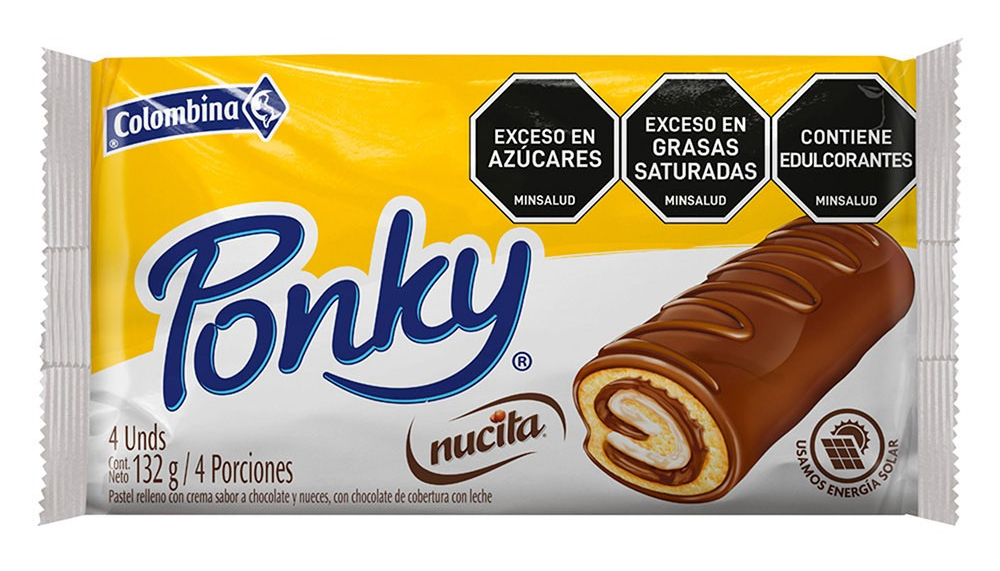 Colombina
®
EXCESO EN
AZÚCARES
MINSALUD
EXCESO EN
GRASAS
SATURADAS
MINSALUD
CONTIENE
EDULCORANTES
MINSALUD
Ponky
®
nucita
4 Unds
Cont.
Neto 132 g / 4 Porciones
Pastel relleno con crema sabor a chocolate y nueces, con chocolate de cobertura con leche
USAMOS ENERGÍA SOLAR